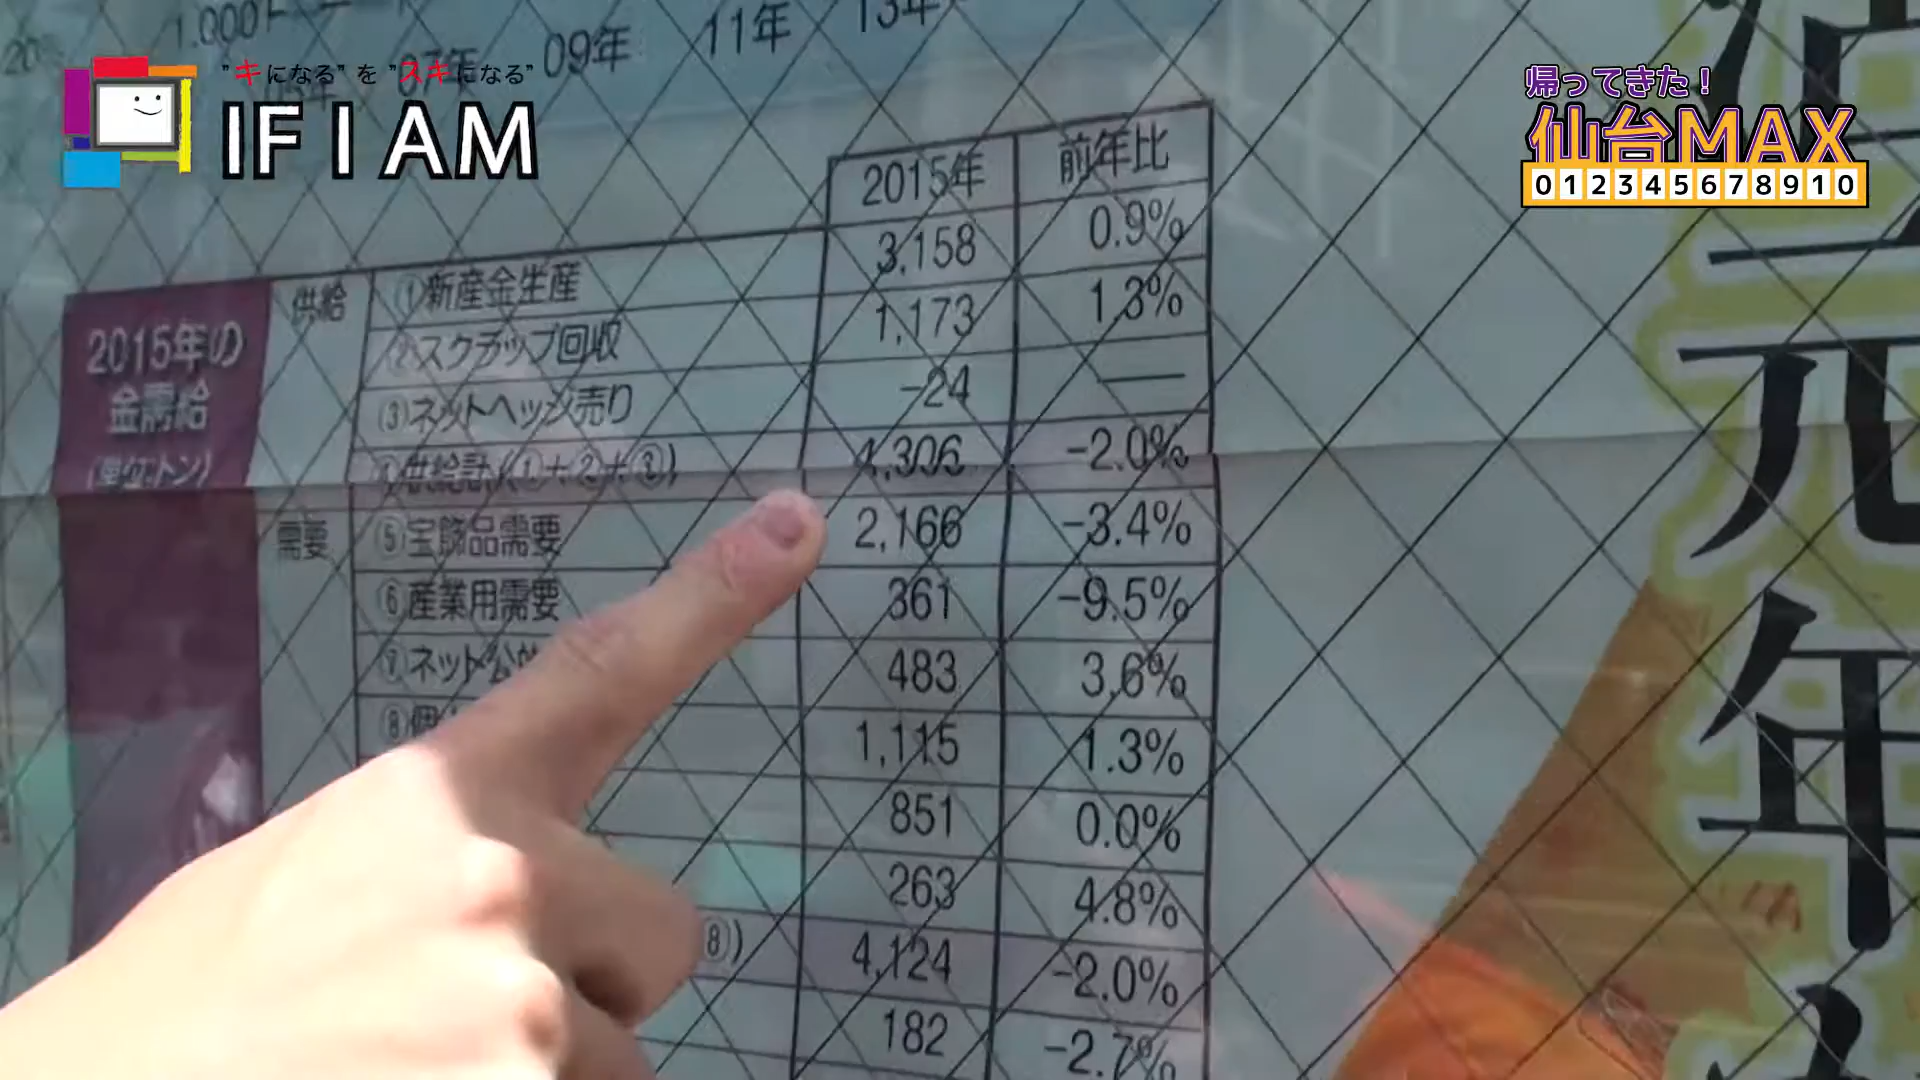 1,000
09年 11年 13年
07年
"キになる" を "スキになる"
IF I AM
帰ってきた！
仙台MAX
0 1 2 3 4 5 6 7 8 9 1 0
2015年 前年比
2015年の
金需給
(単位:トン)
供給 ①新産金生産 3,158 0.9%
②スクラップ回収 1,173 1.3%
③ネットヘッジ売り -24 —
④供給計(①+②+③) 4,306 -2.0%
需要 ⑤宝飾品需要 2,166 -3.4%
⑥産業用需要 361 -9.5%
⑦ネット公的 483 3.6%
⑧個 1,115 1.3%
851 0.0%
263 4.8%
⑧) 4,124 -2.0%
182 -2.7%
元年